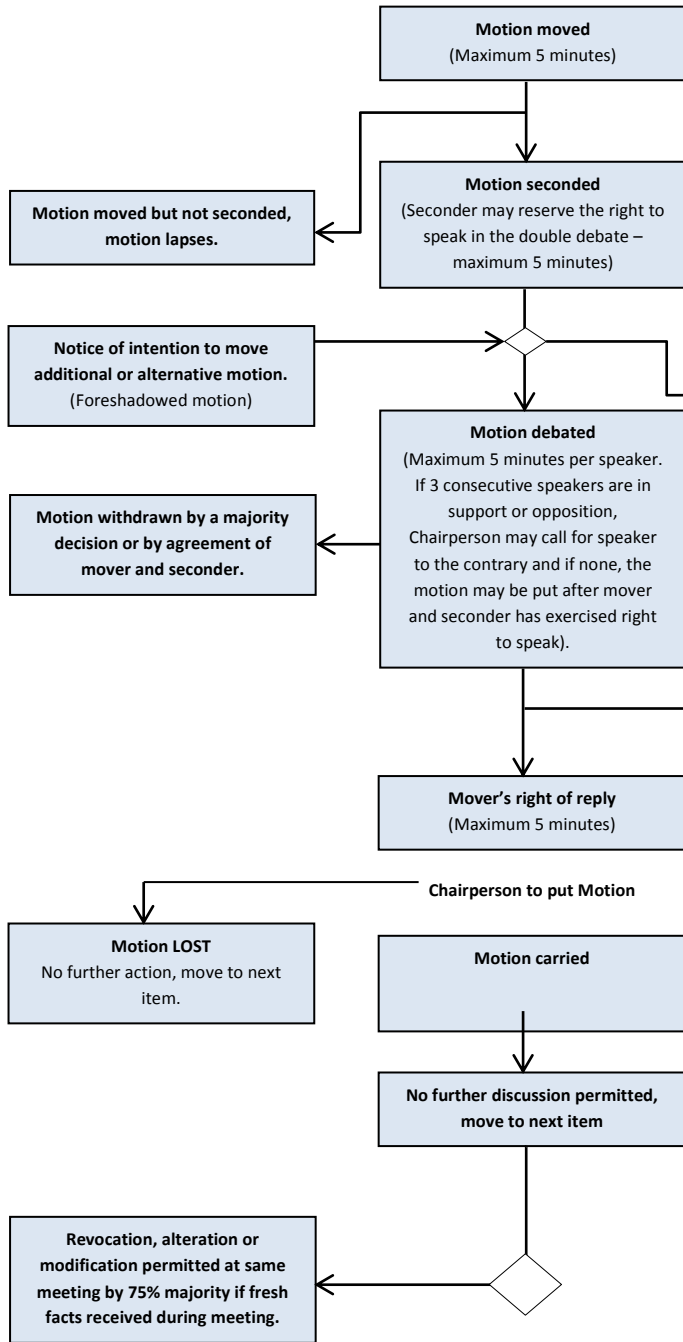 Motion moved
(Maximum 5 minutes)
Motion seconded
(Seconder may reserve the right to
speak in the double debate –
maximum 5 minutes)
Motion moved but not seconded,
motion lapses.
Notice of intention to move
additional or alternative motion.
(Foreshadowed motion)
Motion debated
(Maximum 5 minutes per speaker.
If 3 consecutive speakers are in
support or opposition,
Chairperson may call for speaker
to the contrary and if none, the
motion may be put after mover
and seconder has exercised right
to speak).
Motion withdrawn by a majority
decision or by agreement of
mover and seconder.
Mover’s right of reply
(Maximum 5 minutes)
Chairperson to put Motion
Motion LOST
No further action, move to next
item.
Motion carried
No further discussion permitted,
move to next item
Revocation, alteration or
modification permitted at same
meeting by 75% majority if fresh
facts received during meeting.